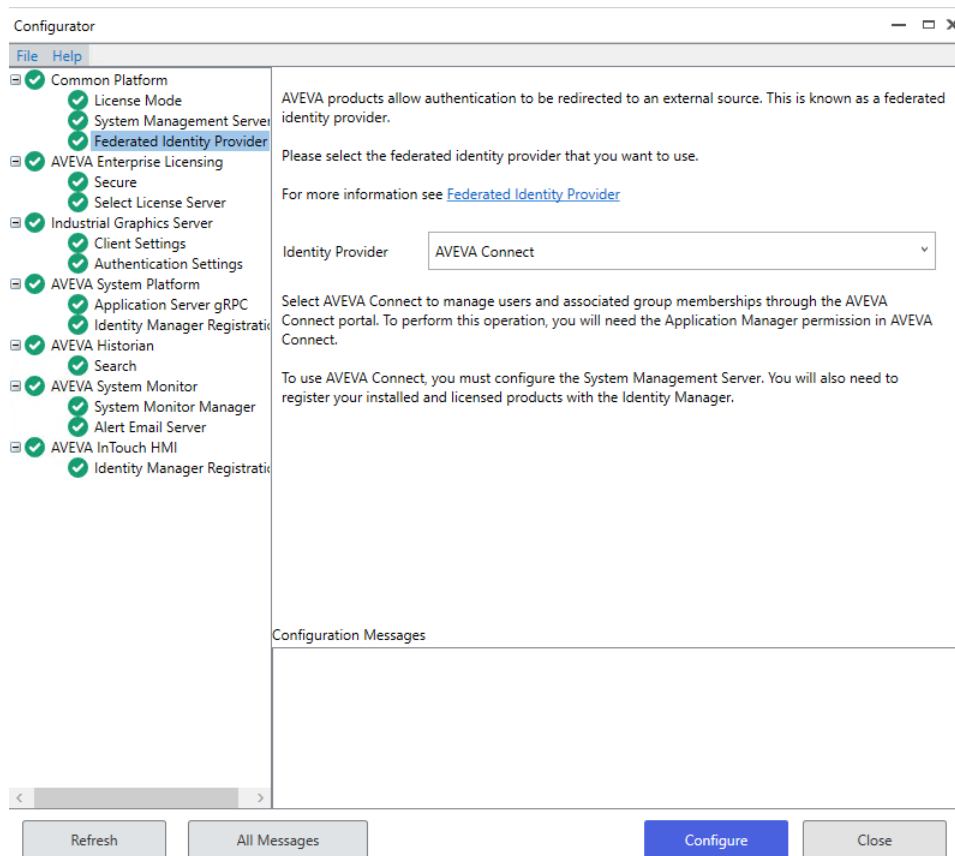 Configurator
File Help
Common Platform
License Mode
System Management Server
Federated Identity Provider
AVEVA Enterprise Licensing
Secure
Select License Server
Industrial Graphics Server
Client Settings
Authentication Settings
AVEVA System Platform
Application Server gRPC
Identity Manager Registratio
AVEVA Historian
Search
AVEVA System Monitor
System Monitor Manager
Alert Email Server
AVEVA InTouch HMI
Identity Manager Registratio
AVEVA products allow authentication to be redirected to an external source. This is known as a federated
identity provider.
Please select the federated identity provider that you want to use.
For more information see Federated Identity Provider
Identity Provider AVEVA Connect
Select AVEVA Connect to manage users and associated group memberships through the AVEVA
Connect portal. To perform this operation, you will need the Application Manager permission in AVEVA
Connect.
To use AVEVA Connect, you must configure the System Management Server. You will also need to
register your installed and licensed products with the Identity Manager.
Configuration Messages
Refresh All Messages Configure Close